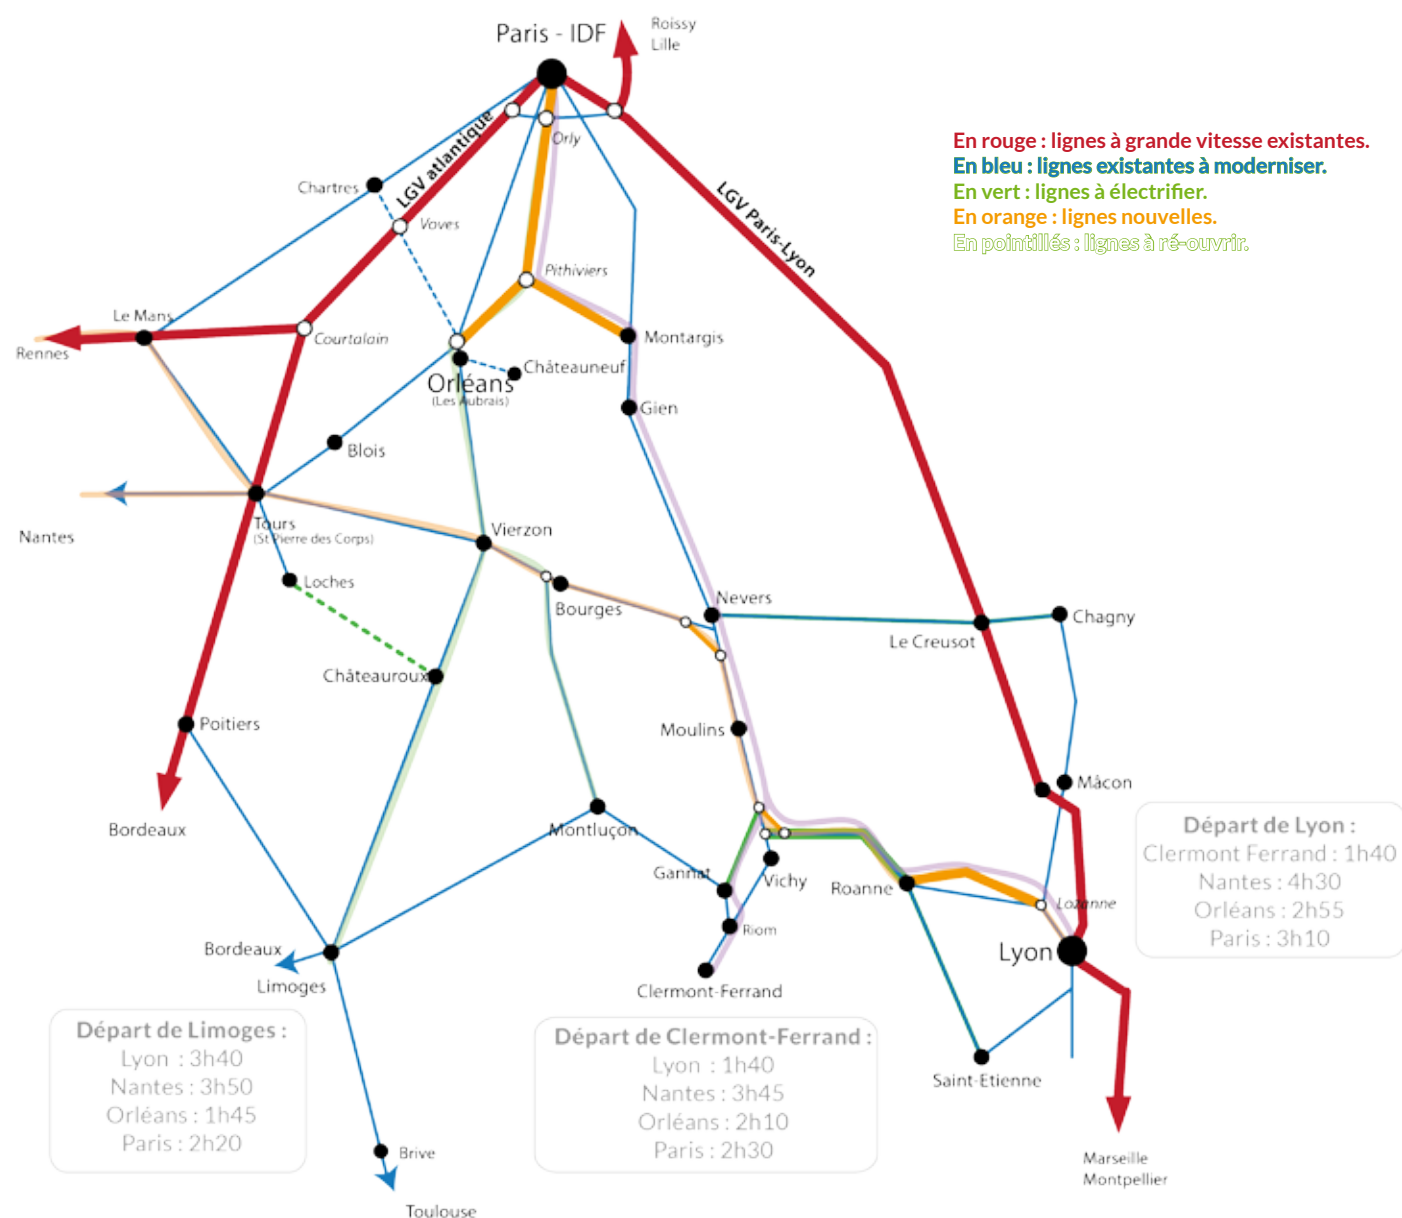 Paris - IDF
Roissy
Lille
Orly
LGV atlantique
Chartres
Voves
LGV Paris-Lyon
En rouge : lignes à grande vitesse existantes.
En bleu : lignes existantes à moderniser.
En vert : lignes à électrifier.
En orange : lignes nouvelles.
En pointillés : lignes à ré-ouvrir.
Pithiviers
Le Mans
Rennes
Courtalain
Montargis
Châteauneuf
Orléans
(Les Aubrais)
Gien
Blois
Tours
(St Pierre des Corps)
Nantes
Vierzon
Loches
Bourges
Nevers
Le Creusot
Chagny
Châteauroux
Poitiers
Moulins
Mâcon
Bordeaux
Montluçon
Gannat
Vichy
Roanne
Lozanne
Riom
Lyon
Bordeaux
Limoges
Clermont-Ferrand
Départ de Lyon :
Clermont Ferrand : 1h40
Nantes : 4h30
Orléans : 2h55
Paris : 3h10
Départ de Limoges :
Lyon : 3h40
Nantes : 3h50
Orléans : 1h45
Paris : 2h20
Départ de Clermont-Ferrand :
Lyon : 1h40
Nantes : 3h45
Orléans : 2h10
Paris : 2h30
Saint-Etienne
Brive
Toulouse
Marseille
Montpellier